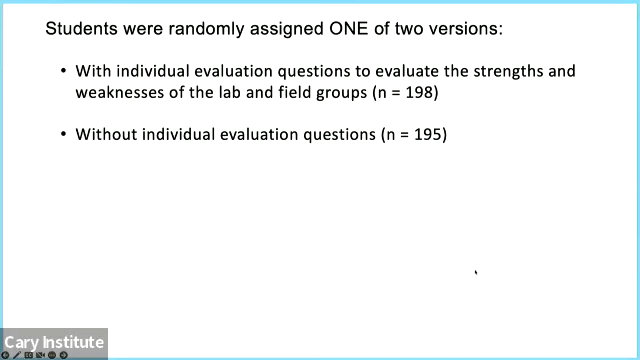 Students were randomly assigned ONE of two versions:
• With individual evaluation questions to evaluate the strengths and
weaknesses of the lab and field groups (n = 198)
• Without individual evaluation questions (n = 195)
Cary Institute